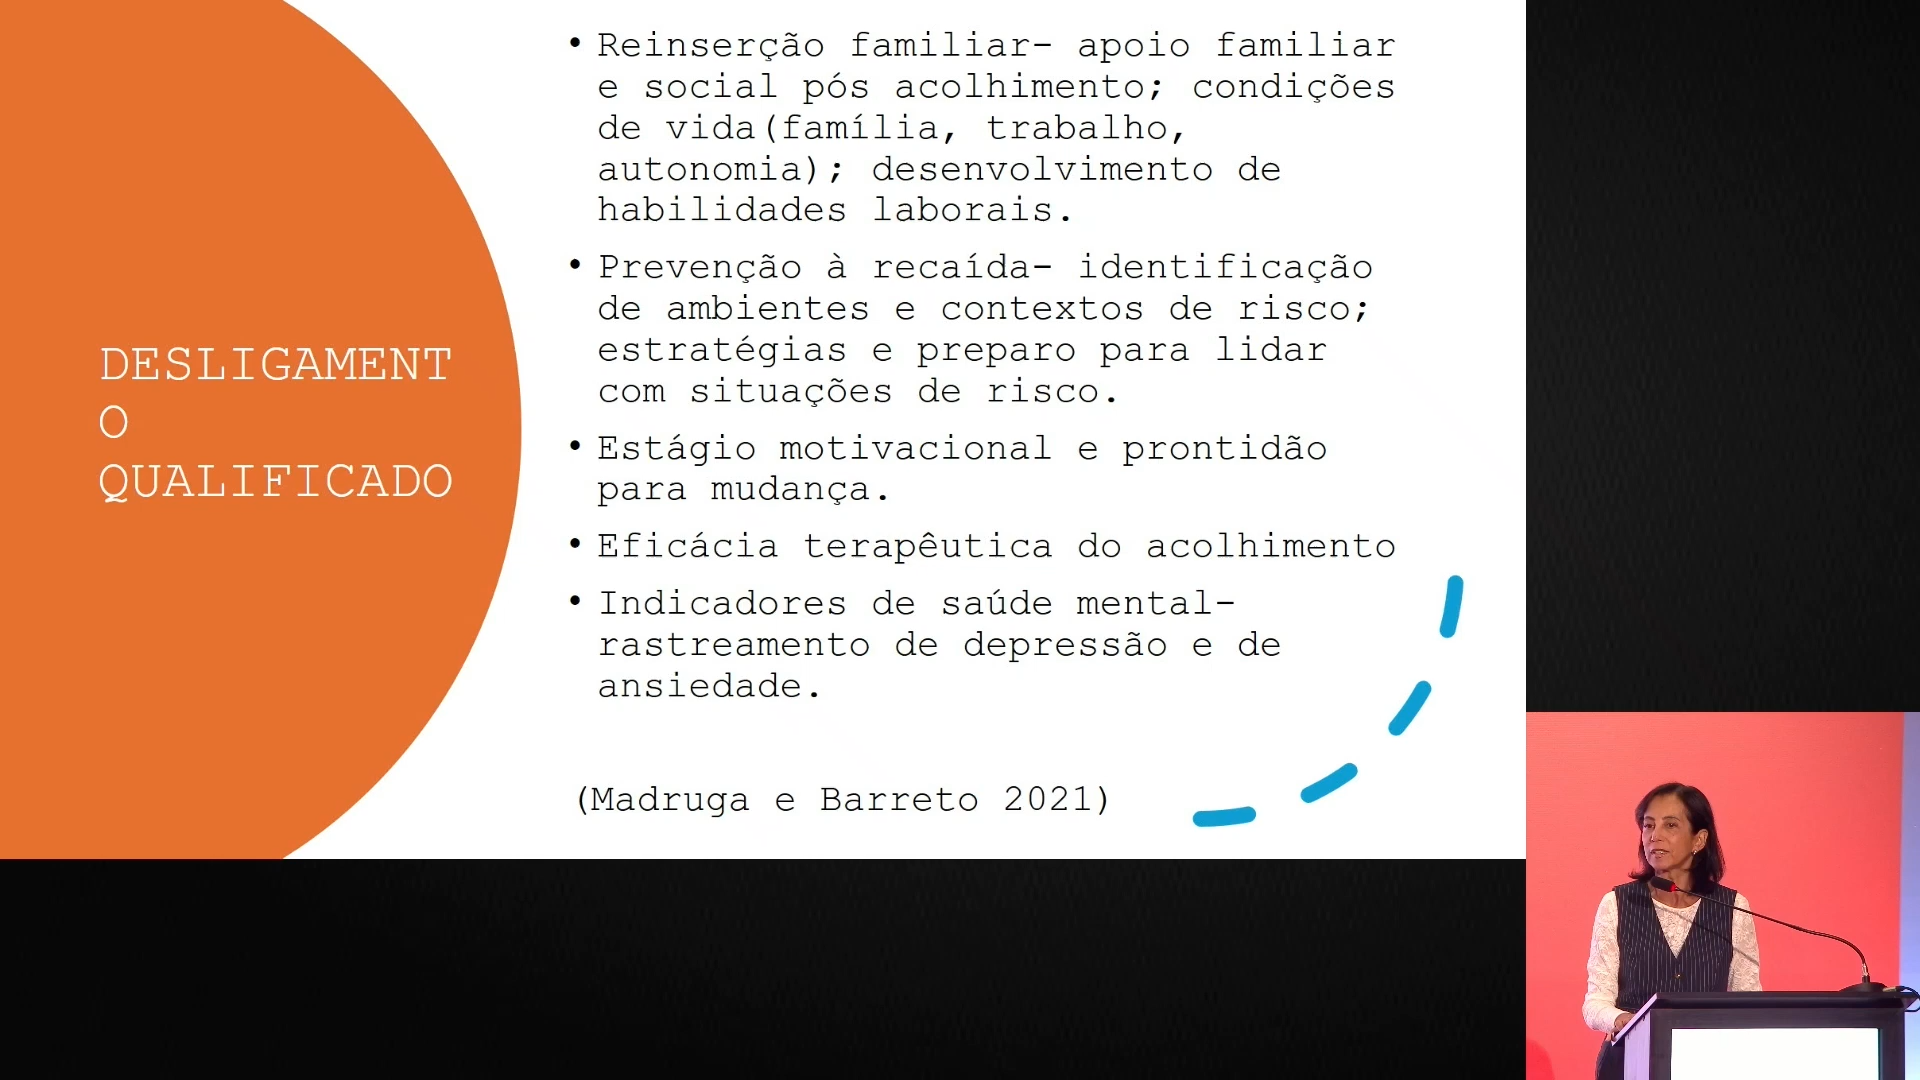 DESLIGAMENT
O
QUALIFICADO
• Reinserção familiar- apoio familiar
e social pós acolhimento; condições
de vida(família, trabalho,
autonomia); desenvolvimento de
habilidades laborais.
• Prevenção à recaída- identificação
de ambientes e contextos de risco;
estratégias e preparo para lidar
com situações de risco.
• Estágio motivacional e prontidão
para mudança.
• Eficácia terapêutica do acolhimento
• Indicadores de saúde mental-
rastreamento de depressão e de
ansiedade.
(Madruga e Barreto 2021)